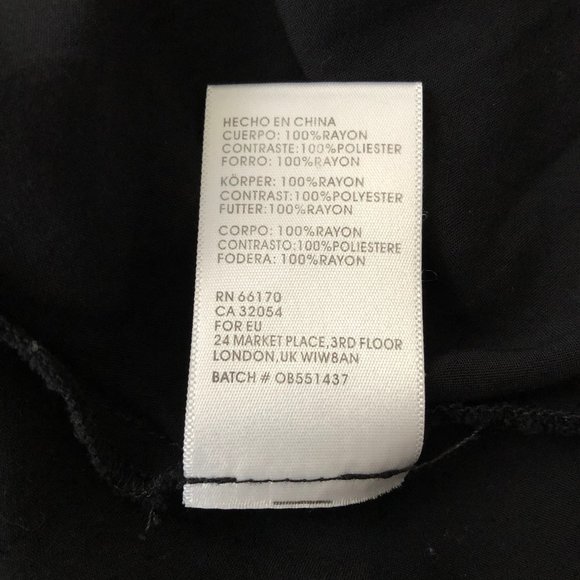 HECHO EN CHINA
CUERPO: 100%RAYON
CONTRASTE:100%POLIESTER
FORRO: 100%RAYON
KÖRPER: 100%RAYON
CONTRAST:100%POLYESTER
FUTTER:100%RAYON
CORPO: 100%RAYON
CONTRASTO:100%POLIESTERE
FODERA: 100%RAYON
RN 66170
CA 32054
FOR EU
24 MARKET PLACE,3RD FLOOR
LONDON,UK WIW8AN
BATCH # OB551437